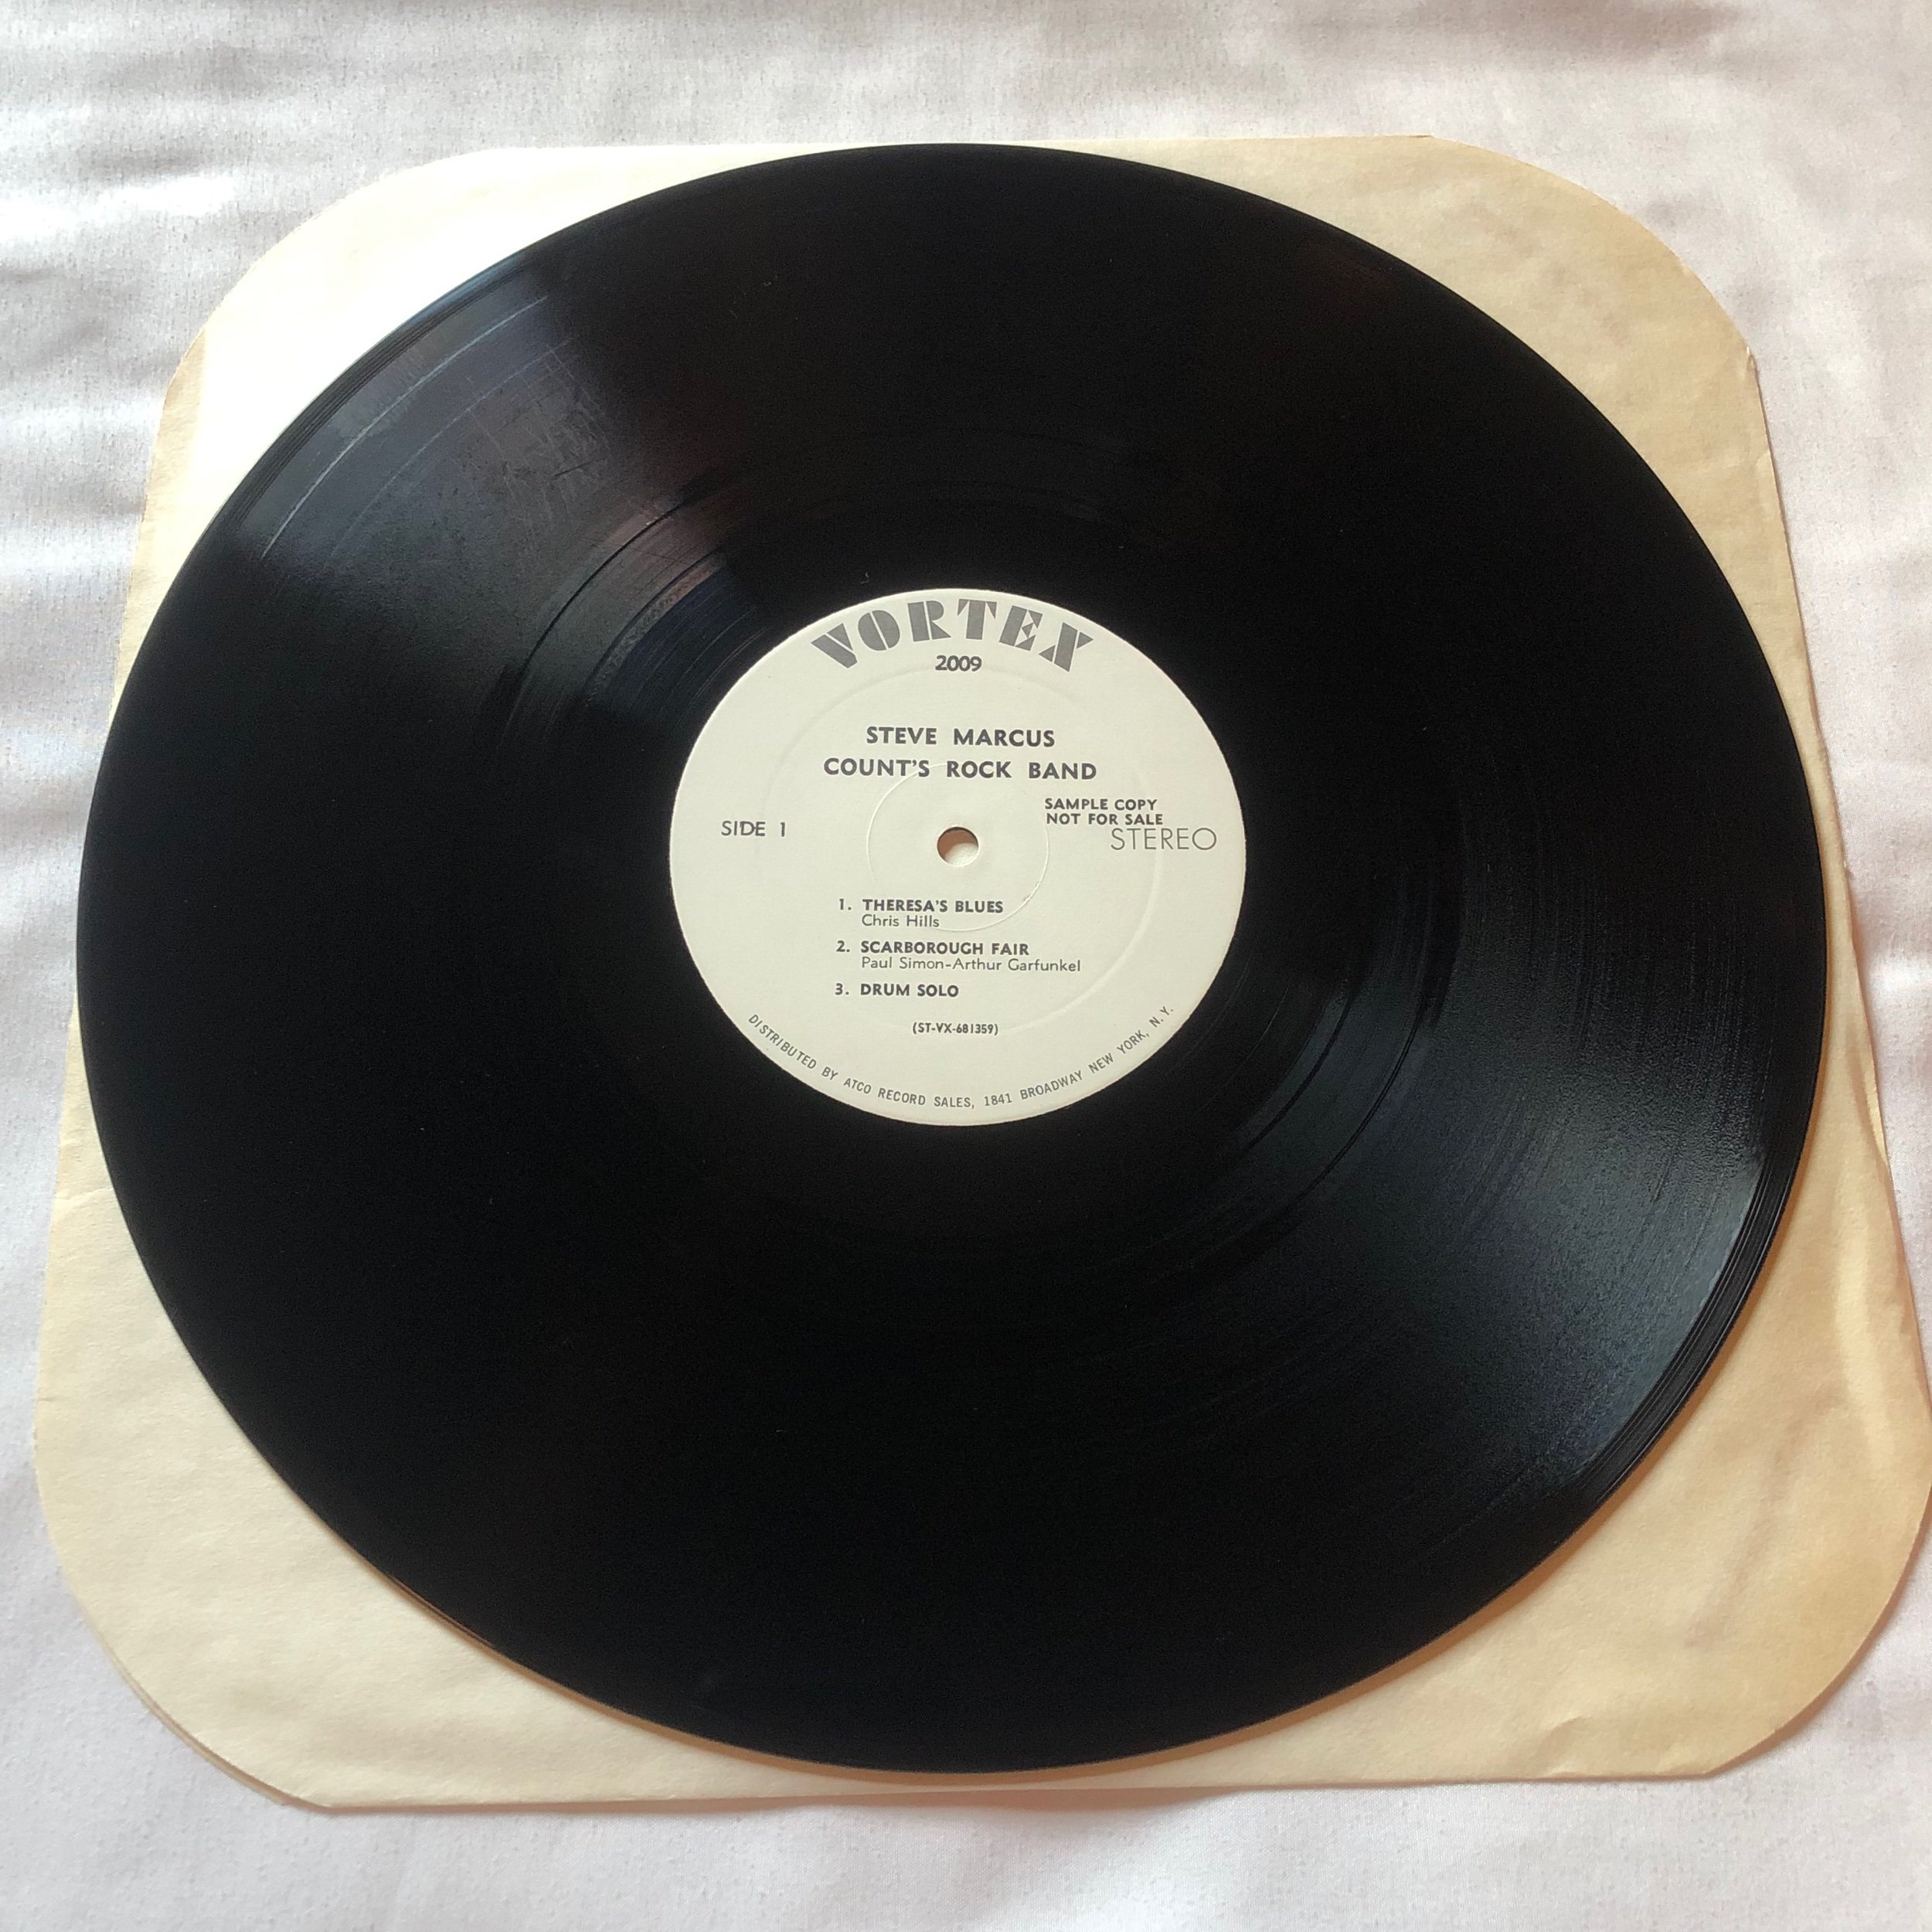 VORTEX
2009
STEVE MARCUS
COUNT'S ROCK BAND
SAMPLE COPY
NOT FOR SALE
SIDE 1
STEREO
1. THERESA'S BLUES
Chris Hills
2. SCARBOROUGH FAIR
Paul Simon-Arthur Garfunkel
3. DRUM SOLO
(ST-VX-681359)
DISTRIBUTED BY ATCO RECORD SALES, 1841 BROADWAY NEW YORK, N.Y.